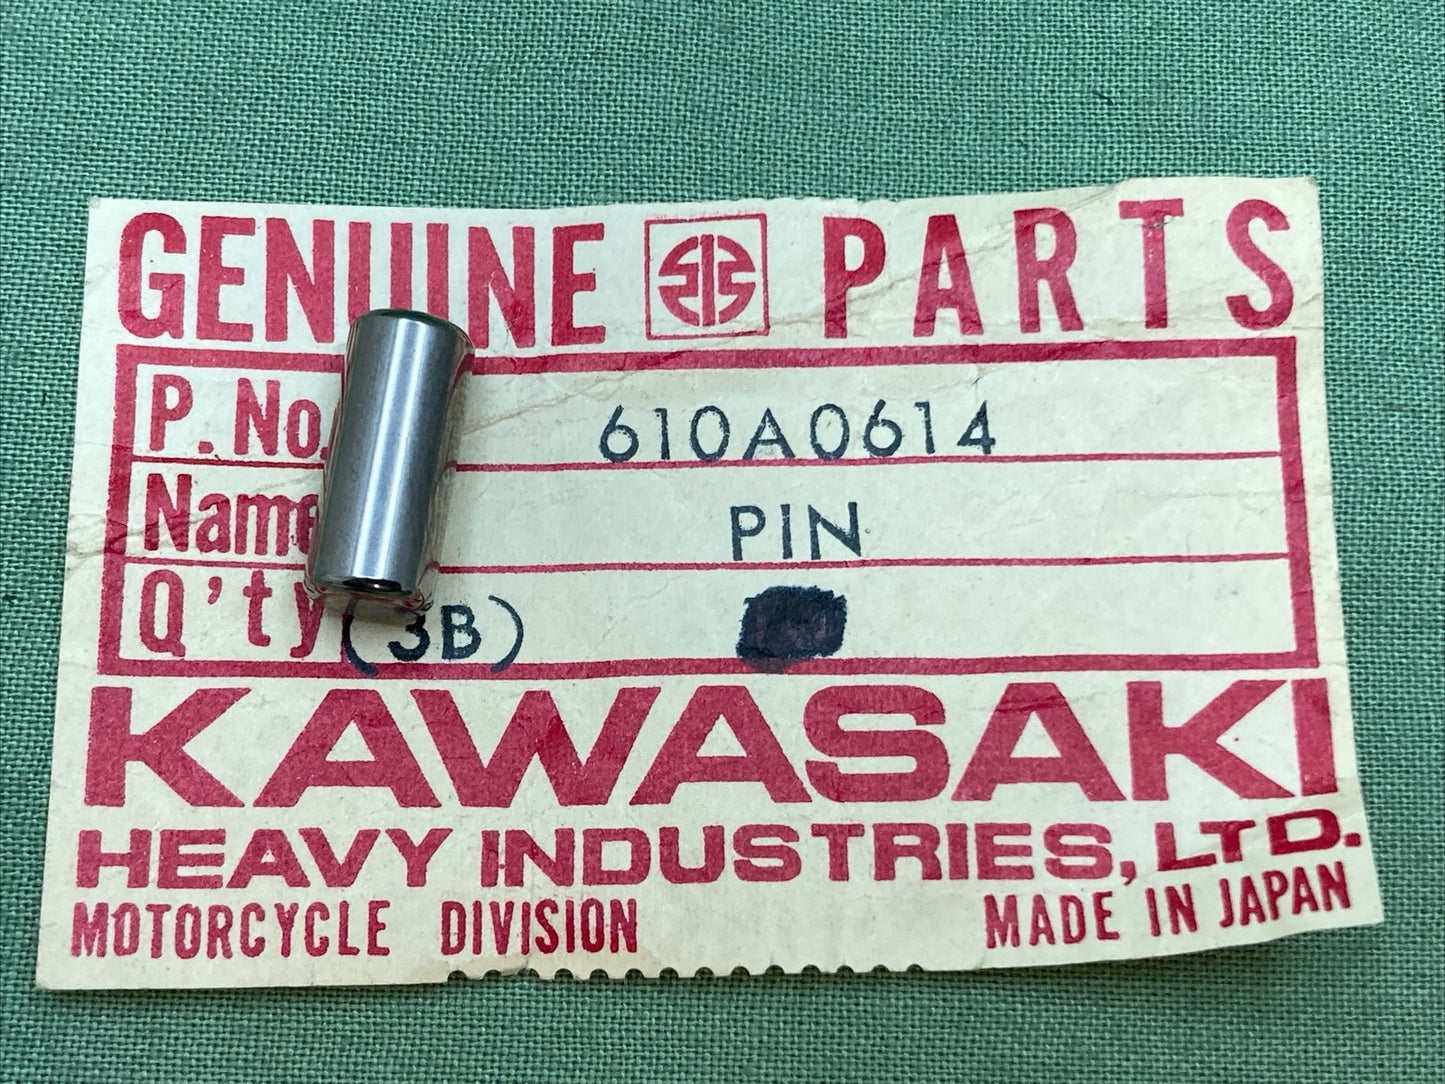 GENUINE PARTS
P. No. 610A0614
Name PIN
Q'ty (3B)
KAWASAKI
HEAVY INDUSTRIES, LTD.
MOTORCYCLE DIVISION MADE IN JAPAN